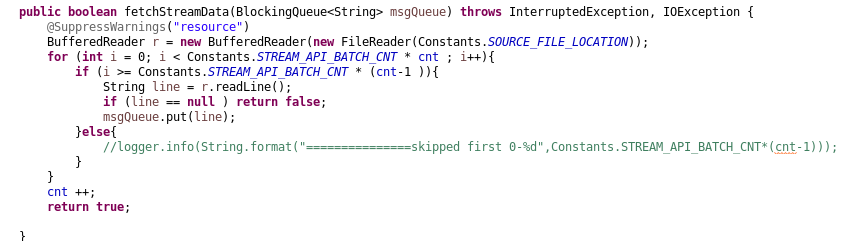 public boolean fetchStreamData(BlockingQueue<String> msgQueue) throws InterruptedException, IOException {
@SuppressWarnings("resource")
BufferedReader r = new BufferedReader(new FileReader(Constants.SOURCE_FILE_LOCATION));
for (int i = 0; i < Constants.STREAM_API_BATCH_CNT * cnt ; i++){
if (i >= Constants.STREAM_API_BATCH_CNT * (cnt-1 )){
String line = r.readLine();
if (line == null ) return false;
msgQueue.put(line);
}else{
//logger.info(String.format("===============skipped first 0-%d",Constants.STREAM_API_BATCH_CNT*(cnt-1)));
}
}
cnt ++;
return true;
}